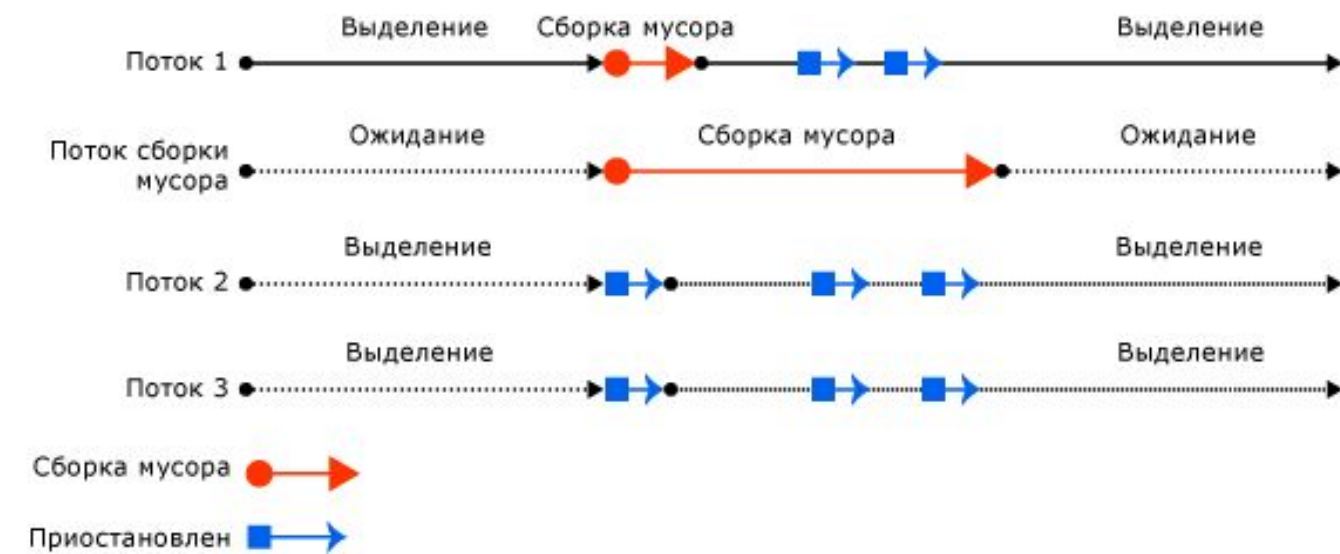 Выделение Сборка мусора Выделение
Поток 1
Ожидание Сборка мусора Ожидание
Поток сборки
мусора
Выделение Выделение
Поток 2
Выделение Выделение
Поток 3
Сборка мусора
Приостановлен